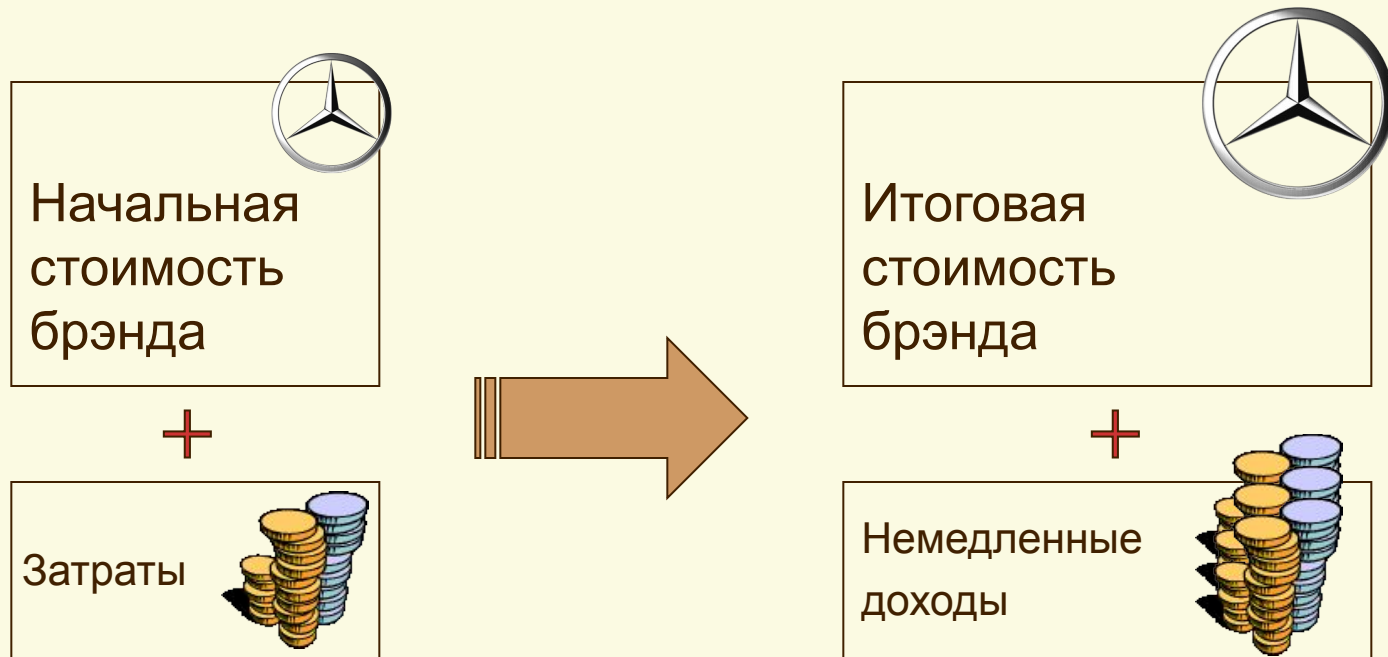 Начальная
стоимость
брэнда
Затраты
Итоговая
стоимость
брэнда
Немедленные
доходы